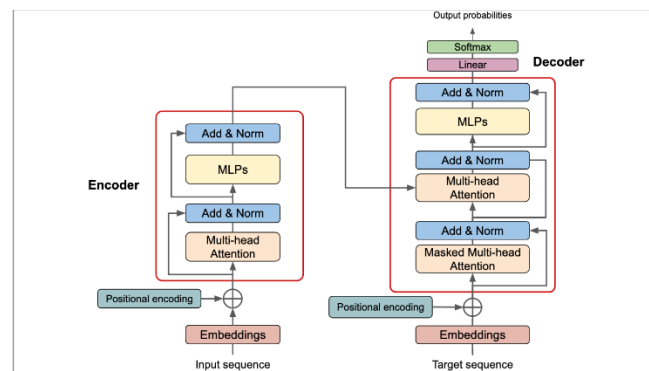 Output probabilities
Softmax
Linear
Decoder
Add & Norm
MLPs
Add & Norm
Multi-head
Attention
Add & Norm
Masked Multi-head
Attention
Positional encoding
Embeddings
Target sequence
Encoder
Add & Norm
MLPs
Add & Norm
Multi-head
Attention
Positional encoding
Embeddings
Input sequence